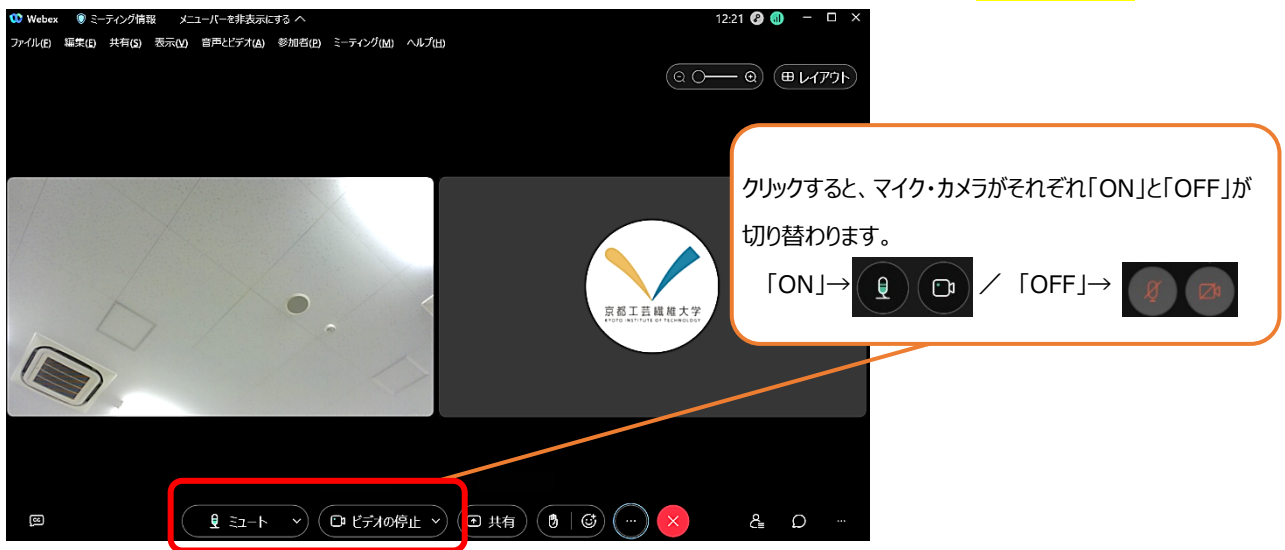 Webex ミーティング情報 メニューバーを非表示にする 12:21
ファイル(F) 編集(E) 共有(S) 表示(V) 音声とビデオ(A) 参加者(P) ミーティング(M) ヘルプ(H)
レイアウト
クリックすると、マイク・カメラがそれぞれ「ON」と「OFF」が
切り替わります。
「ON」→ / 「OFF」→
京都工芸繊維大学
KYOTO INSTITUTE OF TECHNOLOGY
CC ミュート ビデオの停止 共有